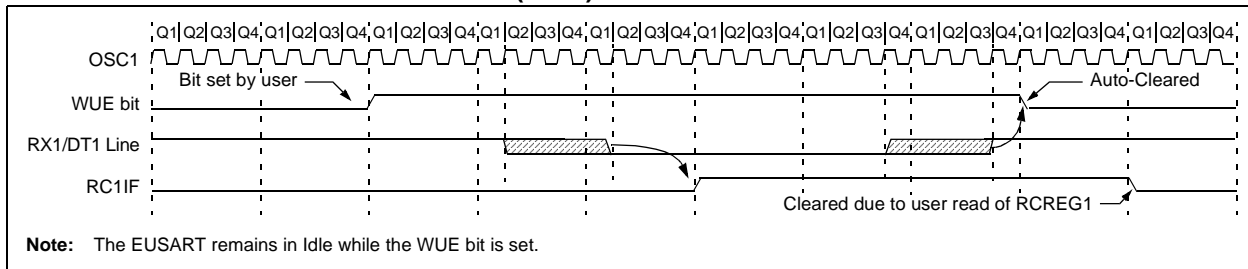 Q1 Q2 Q3 Q4 Q1 Q2 Q3 Q4 Q1 Q2 Q3 Q4 Q1 Q2 Q3 Q4 Q1 Q2 Q3 Q4 Q1 Q2 Q3 Q4 Q1 Q2 Q3 Q4 Q1 Q2 Q3 Q4 Q1 Q2 Q3 Q4 Q1 Q2 Q3 Q4
OSC1
Bit set by user
Auto-Cleared
WUE bit
RX1/DT1 Line
RC1IF
Cleared due to user read of RCREG1
Note: The EUSART remains in Idle while the WUE bit is set.